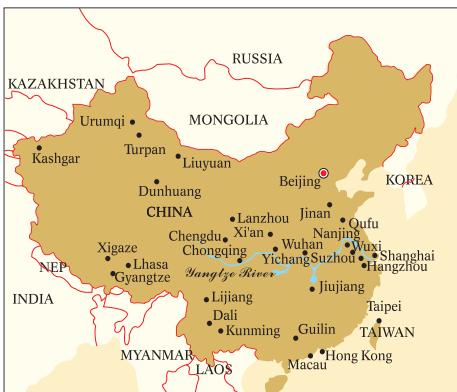 RUSSIA
KAZAKHSTAN
MONGOLIA
Urumqi
Turpan
Kashgar
Liuyuan
Beijing
KOREA
Dunhuang
CHINA
Jinan
Lanzhou
Qufu
Xi'an
Nanjing
Chengdu
Wuhan
Wuxi
Chongqing
Yichang
Suzhou
Shanghai
Xigaze
Hangzhou
NEP
Lhasa
Yangtze River
Gyangtze
Jiujiang
INDIA
Lijiang
Taipei
Dali
Kunming
Guilin
TAIWAN
MYANMAR
Hong Kong
LAOS
Macau